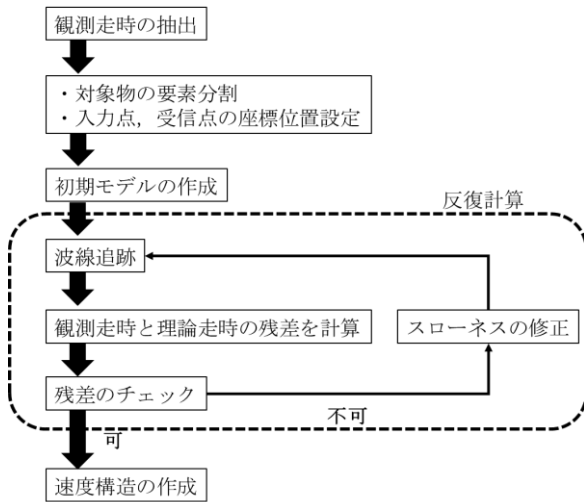 観測走時の抽出
・対象物の要素分割
・入力点，受信点の座標位置設定
初期モデルの作成
反復計算
波線追跡
観測走時と理論走時の残差を計算
スローネスの修正
残差のチェック
不可
可
速度構造の作成